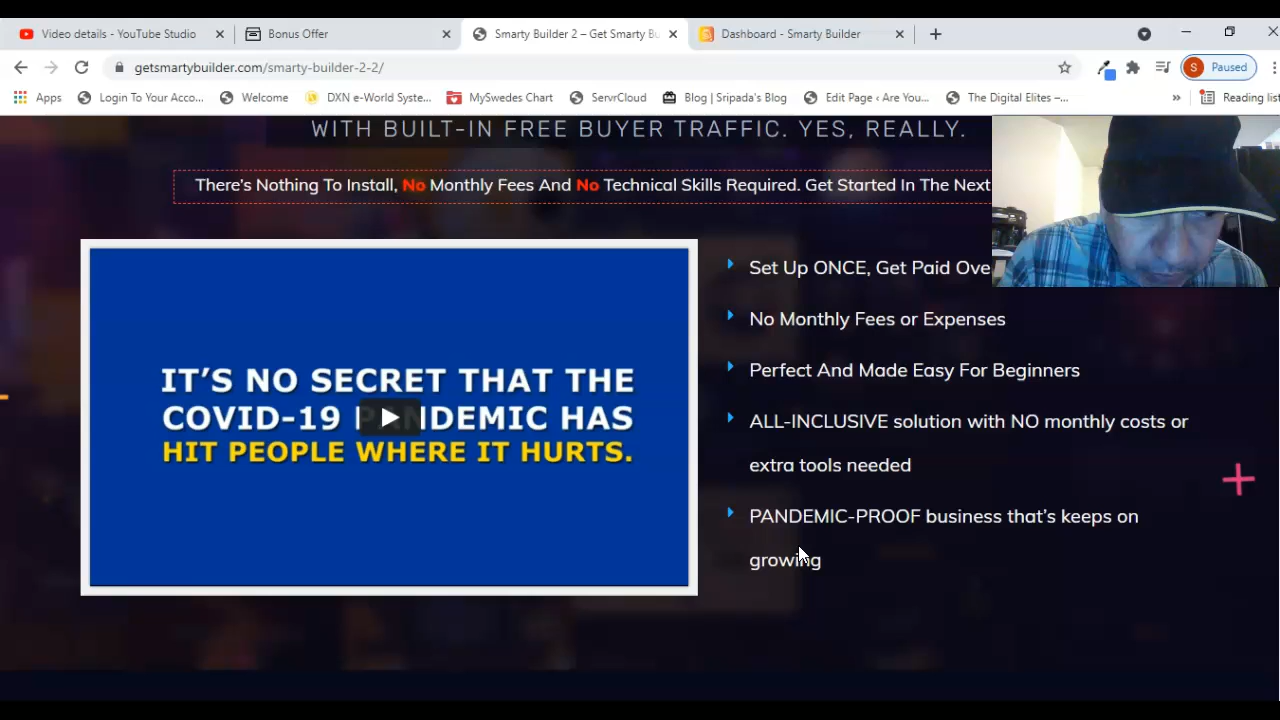 Video details - YouTube Studio
Bonus Offer
Smarty Builder 2 – Get Smarty Bu
Dashboard - Smarty Builder
getsmartybuilder.com/smarty-builder-2-2/
S
Paused
Apps
Login To Your Acco...
Welcome
DXN e-World Syste...
MySwedes Chart
ServrCloud
Blog | Sripada's Blog
Edit Page ‹ Are You...
The Digital Elites –...
»
Reading list
WITH BUILT-IN FREE BUYER TRAFFIC. YES, REALLY.
There's Nothing To Install, No Monthly Fees And No Technical Skills Required. Get Started In The Next
IT'S NO SECRET THAT THE
COVID-19 PANDEMIC HAS
HIT PEOPLE WHERE IT HURTS.
Set Up ONCE, Get Paid Ove
No Monthly Fees or Expenses
Perfect And Made Easy For Beginners
ALL-INCLUSIVE solution with NO monthly costs or
extra tools needed
PANDEMIC-PROOF business that's keeps on
growing